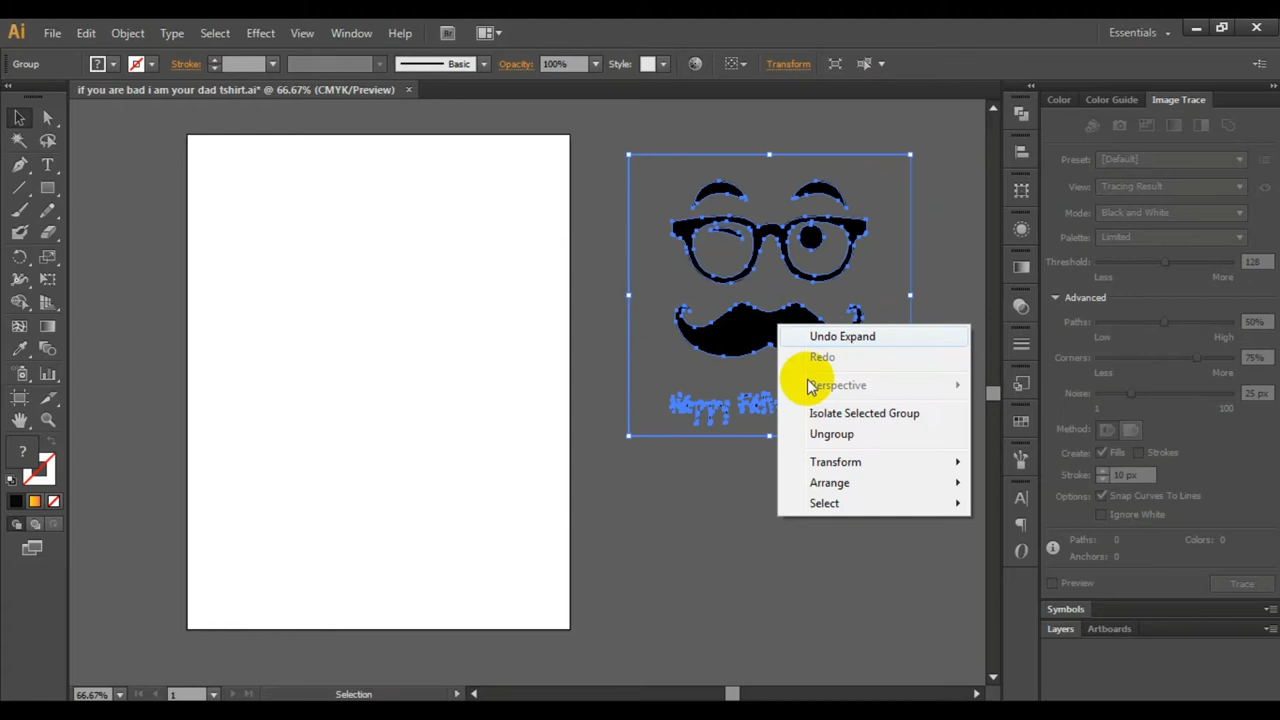 Ai File Edit Object Type Select Effect View Window Help Br Essentials
Group ? Stroke: Basic Opacity: 100% Style: Transform
if you are bad i am your dad tshirt.ai* @ 66.67% (CMYK/Preview)
Color Color Guide Image Trace
Preset: [Default]
View: Tracing Result
Mode: Black and White
Palette: Limited
Threshold: 128
Less More
Advanced
Paths: 50%
Low High
Corners: 75%
Less More
Noise: 25 px
1 100
Method:
Create: Fills Strokes
Stroke: 10 px
Options: Snap Curves To Lines
Ignore White
Paths: 0 Colors: 0
Anchors: 0
Preview Trace
Symbols
Layers Artboards
Undo Expand
Redo
Perspective
Isolate Selected Group
Ungroup
Transform
Arrange
Select
Happy
?
66.67% 1 Selection